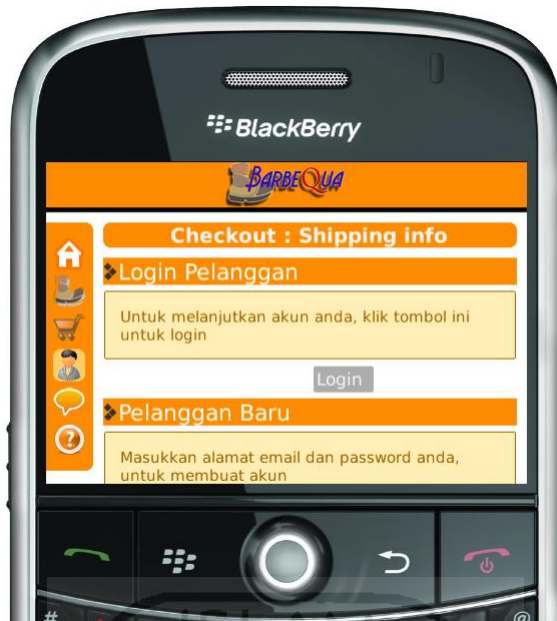 BlackBerry
BARBEQUA
Checkout : Shipping info
Login Pelanggan
Untuk melanjutkan akun anda, klik tombol ini
untuk login
Login
Pelanggan Baru
Masukkan alamat email dan password anda,
untuk membuat akun
?
#
@